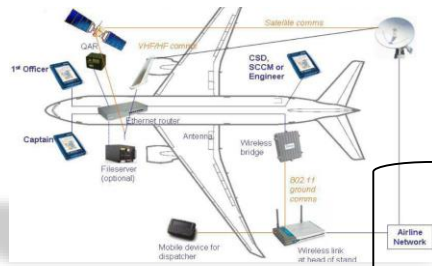 Satellite comms
QAR
VHF/HF comms
1st Officer
CSD,
SCCM or
Engineer
Ethernet router
Captain
Antenna
Wireless
bridge
Fileserver
(optional)
802.11
ground
comms
Mobile device for
dispatcher
Wireless link
at head of stand
Airline
Network